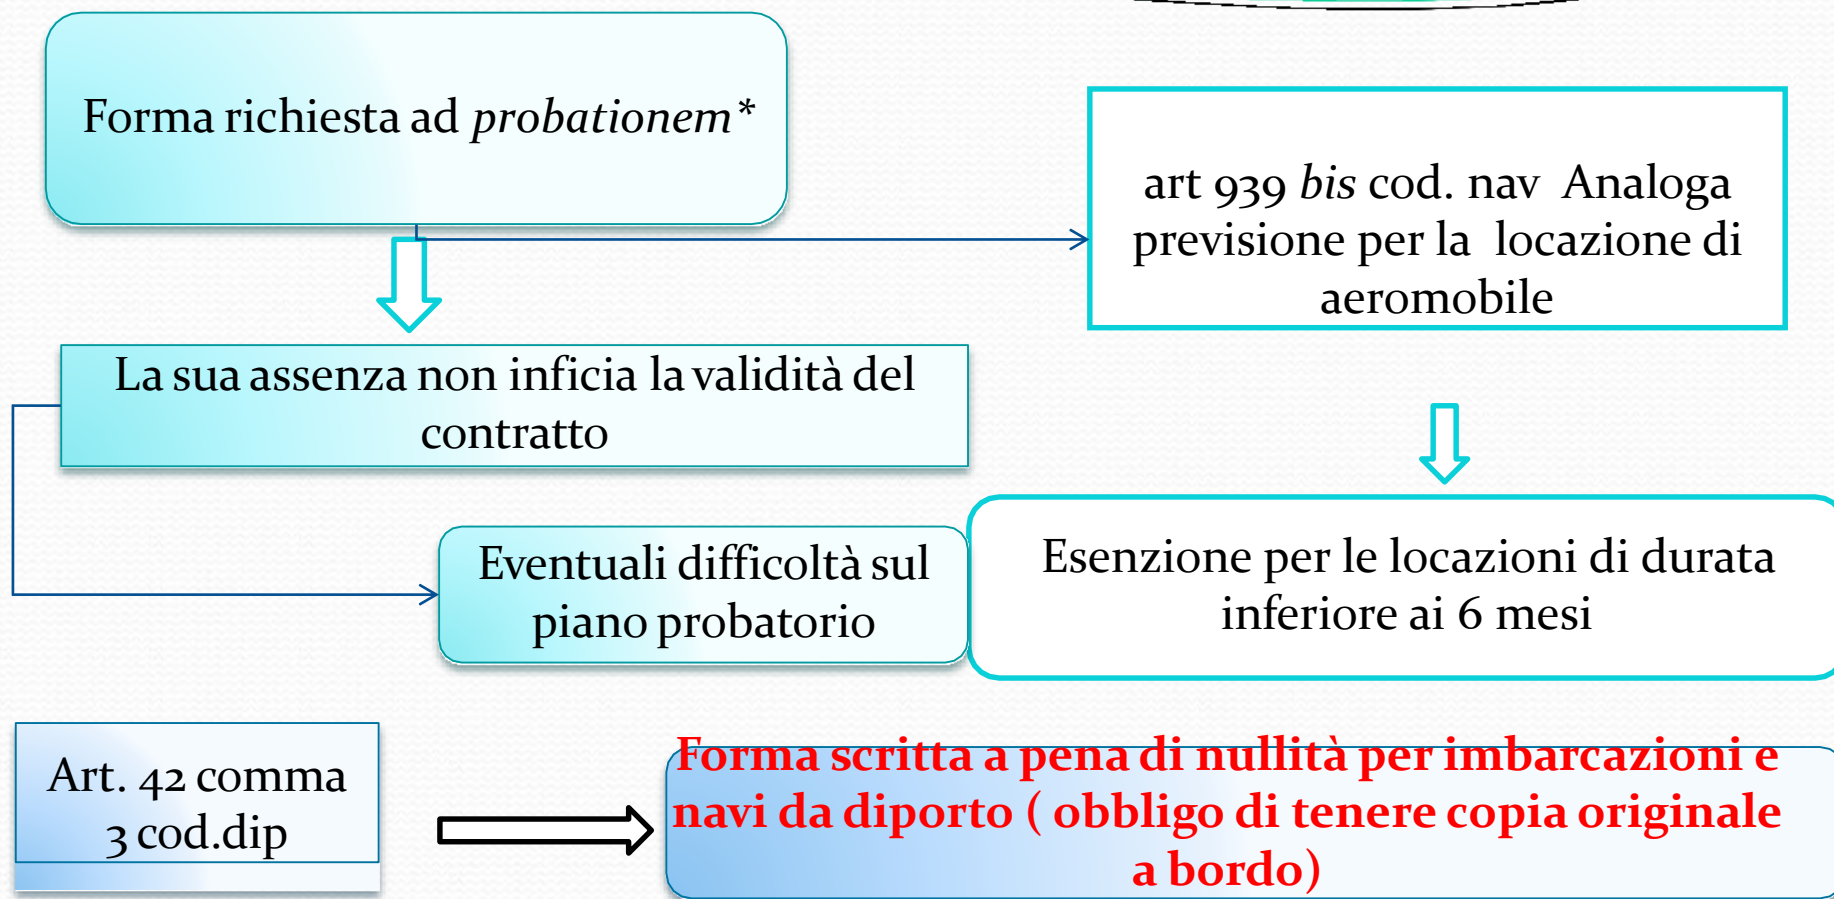 Forma richiesta ad probationem*
art 939 bis cod. nav Analoga
previsione per la locazione di
aeromobile
La sua assenza non inficia la validità del
contratto
Eventuali difficoltà sul
piano probatorio
Esenzione per le locazioni di durata
inferiore ai 6 mesi
Art. 42 comma
3 cod.dip
Forma scritta a pena di nullità per imbarcazioni e
navi da diporto ( obbligo di tenere copia originale
a bordo)